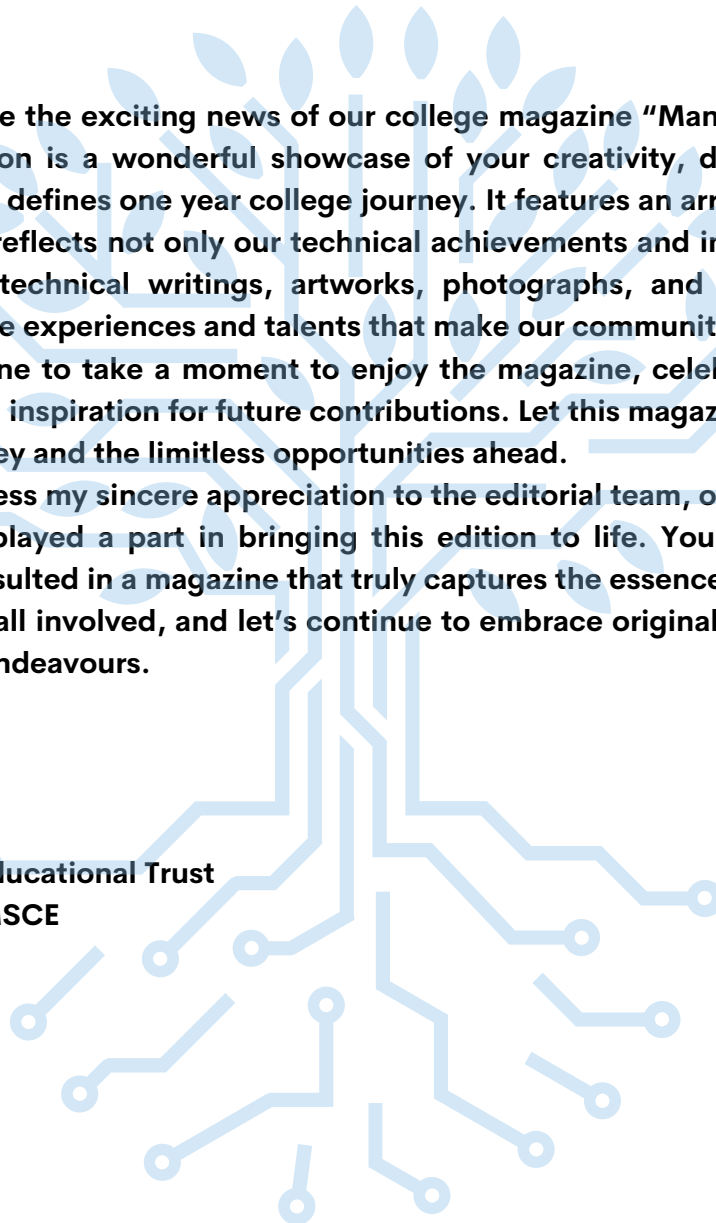 e the exciting news of our college magazine “Man
on is a wonderful showcase of your creativity, d
defines one year college journey. It features an arr
reflects not only our technical achievements and in
technical writings, artworks, photographs, and
e experiences and talents that make our communit
ne to take a moment to enjoy the magazine, celeb
inspiration for future contributions. Let this magaz
ey and the limitless opportunities ahead.
ess my sincere appreciation to the editorial team, o
played a part in bringing this edition to life. You
sulted in a magazine that truly captures the essence
all involved, and let’s continue to embrace original
ndeavours.
ducational Trust
SCE